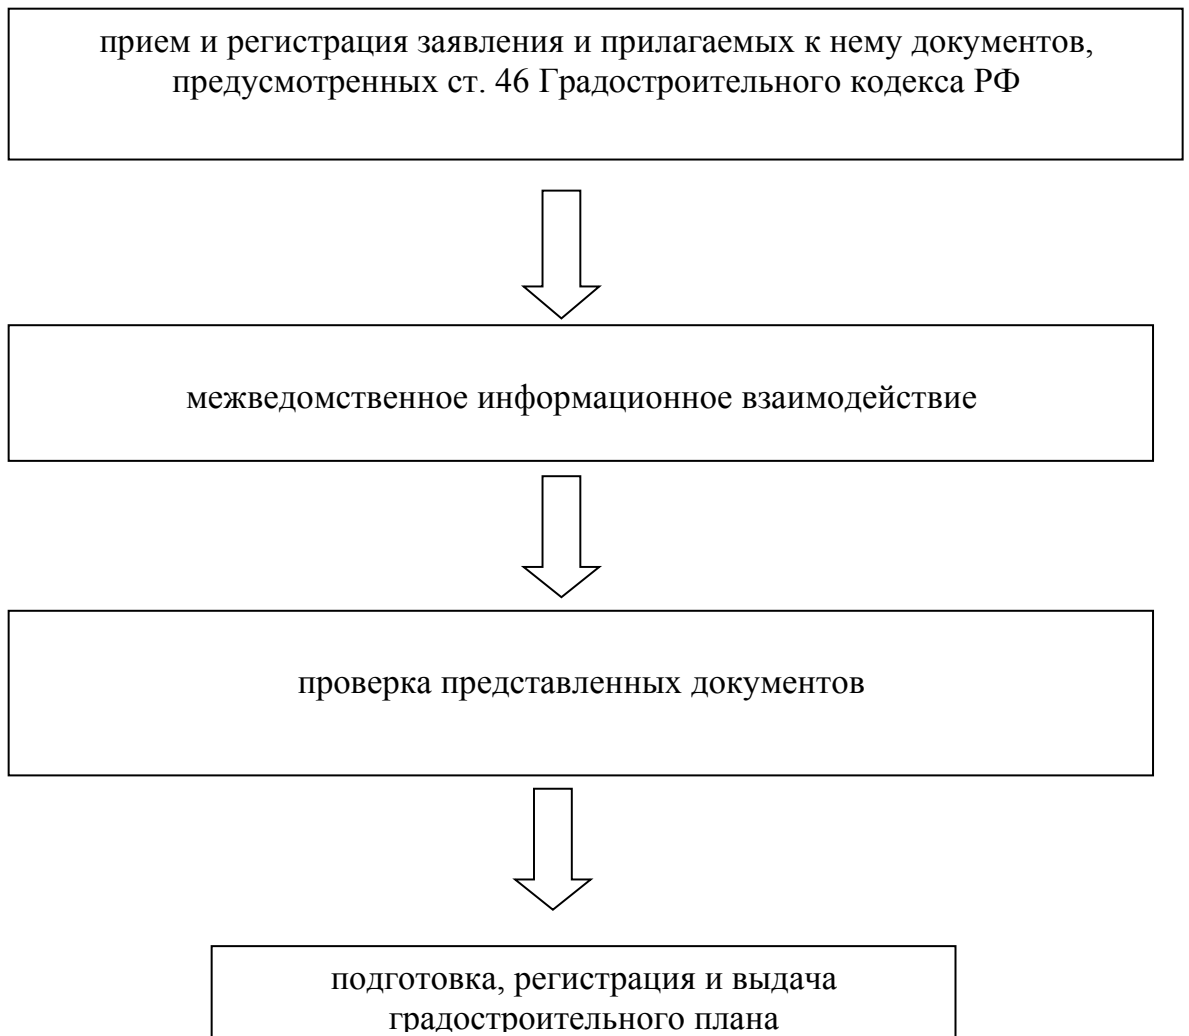 прием и регистрация заявления и прилагаемых к нему документов,
предусмотренных ст. 46 Градостроительного кодекса РФ
межведомственное информационное взаимодействие
проверка представленных документов
подготовка, регистрация и выдача
градостроительного плана